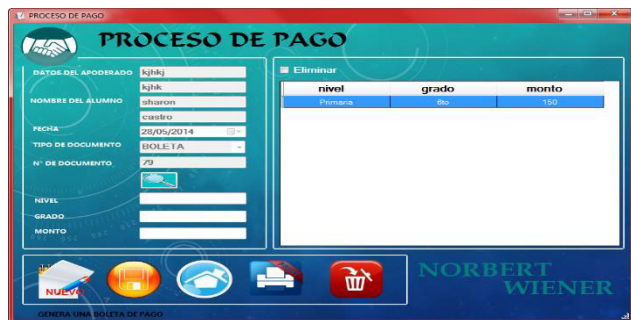 PROCESO DE PAGO
PROCESO DE PAGO
DATOS DEL APODERADO kjhkj
kjhk
NOMBRE DEL ALUMNO sharon
castro
FECHA 28/05/2014
TIPO DE DOCUMENTO BOLETA
N° DE DOCUMENTO 79
NIVEL
GRADO
MONTO
Eliminar
nivel grado monto
Primaria 6to 150
NUEVO
NORBERT
WIENER
GENERA UNA BOLETA DE PAGO